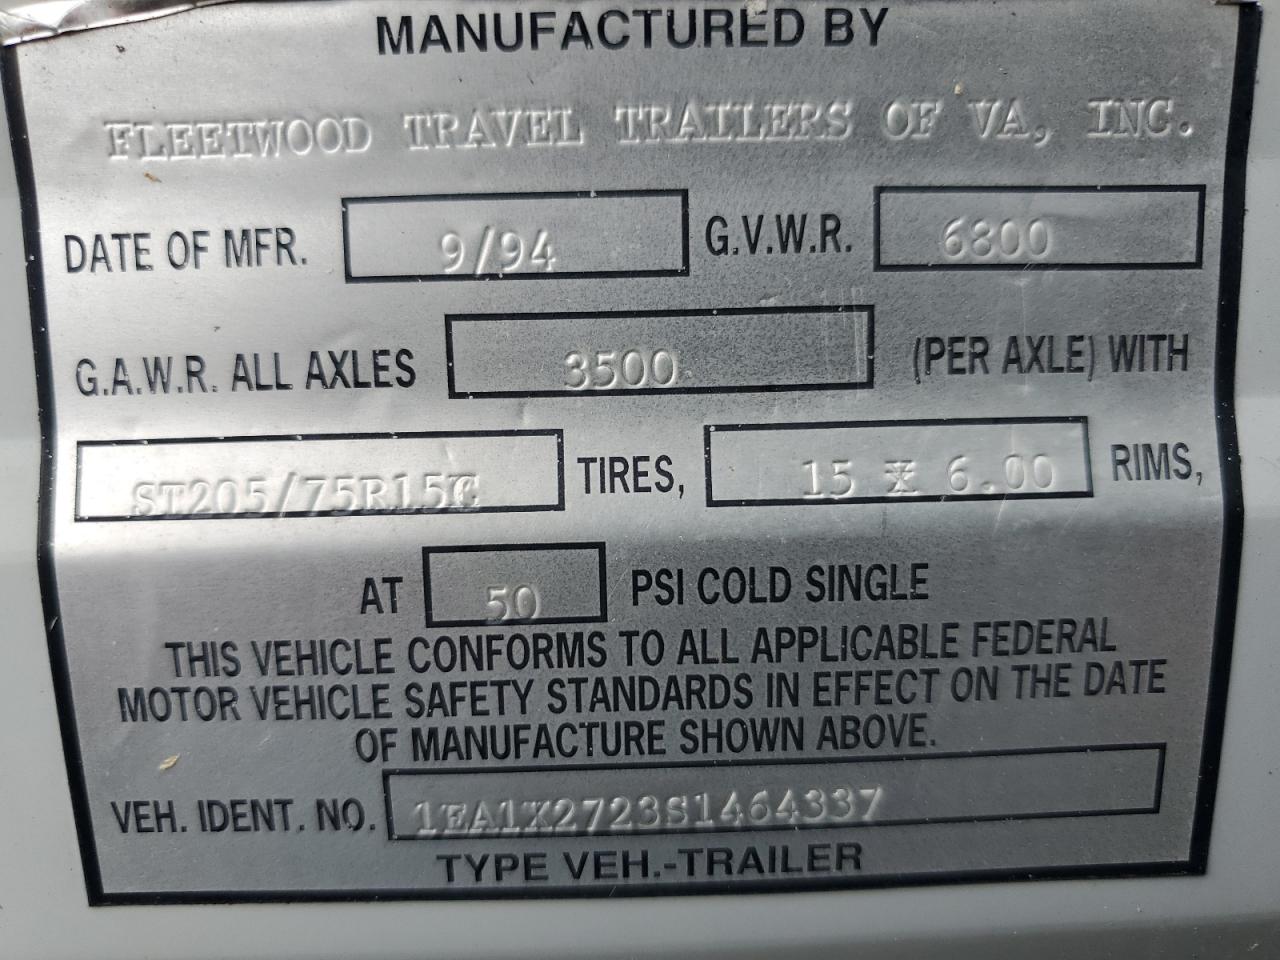 MANUFACTURED BY
FLEETWOOD TRAVEL TRAILERS OF VA, INC.
DATE OF MFR. 9/94 G.V.W.R. 6800
G.A.W.R. ALL AXLES 3500 (PER AXLE) WITH
ST205/75R15C TIRES, 15 X 6.00 RIMS,
AT 50 PSI COLD SINGLE
THIS VEHICLE CONFORMS TO ALL APPLICABLE FEDERAL
MOTOR VEHICLE SAFETY STANDARDS IN EFFECT ON THE DATE
OF MANUFACTURE SHOWN ABOVE.
VEH. IDENT. NO. 1EA1X2723S1464337
TYPE VEH.-TRAILER